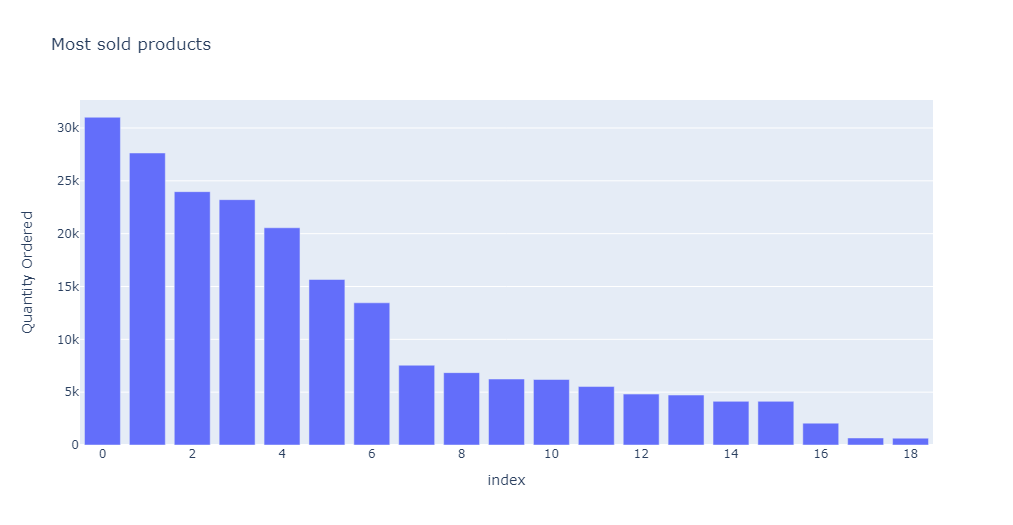 Most sold products
30k
25k
20k
15k
10k
5k
0
Quantity Ordered
0 2 4 6 8 10 12 14 16 18
index